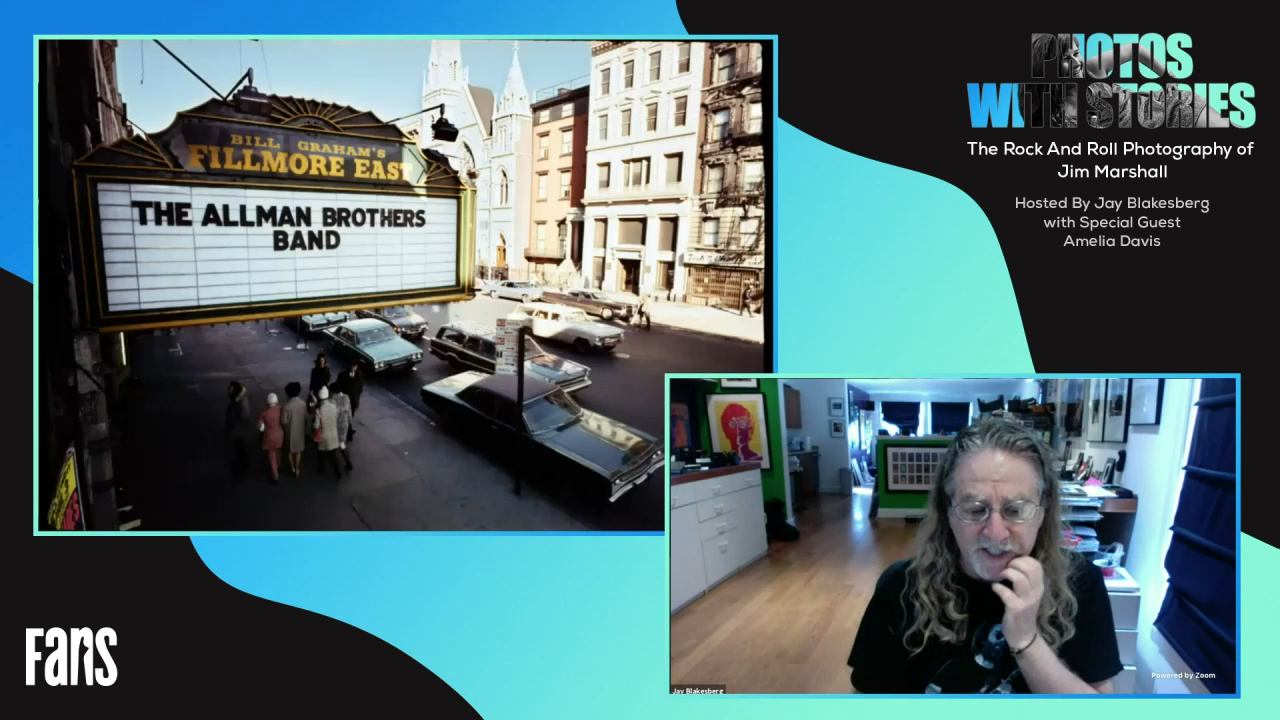 BILL GRAHAM'S
FILLMORE EAST
THE ALLMAN BROTHERS
BAND
PHOTOS
WITH STORIES
The Rock And Roll Photography of
Jim Marshall
Hosted By Jay Blakesberg
with Special Guest
Amelia Davis
Fans
Jay Blakesberg
Powered by Zoom